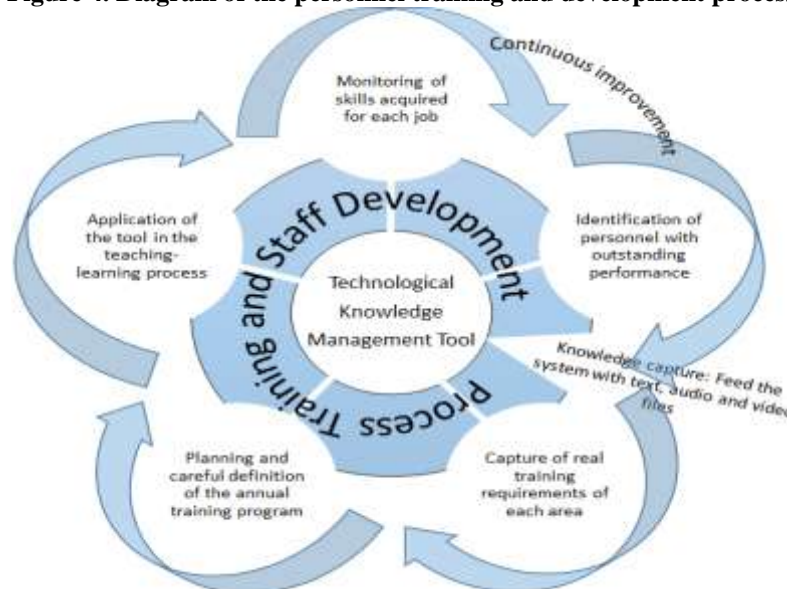 Figure 4. Diagram of the personnel training and development process
Continuous improvement
Monitoring of
skills acquired
for each job
Application of
the tool in the
teaching-
learning process
Identification of
personnel with
outstanding
performance
Process Training and Staff Development
Technological
Knowledge
Management Tool
Knowledge capture: Feed the
system with text, audio and video
files
Planning and
careful definition
of the annual
training program
Capture of real
training
requirements of
each area